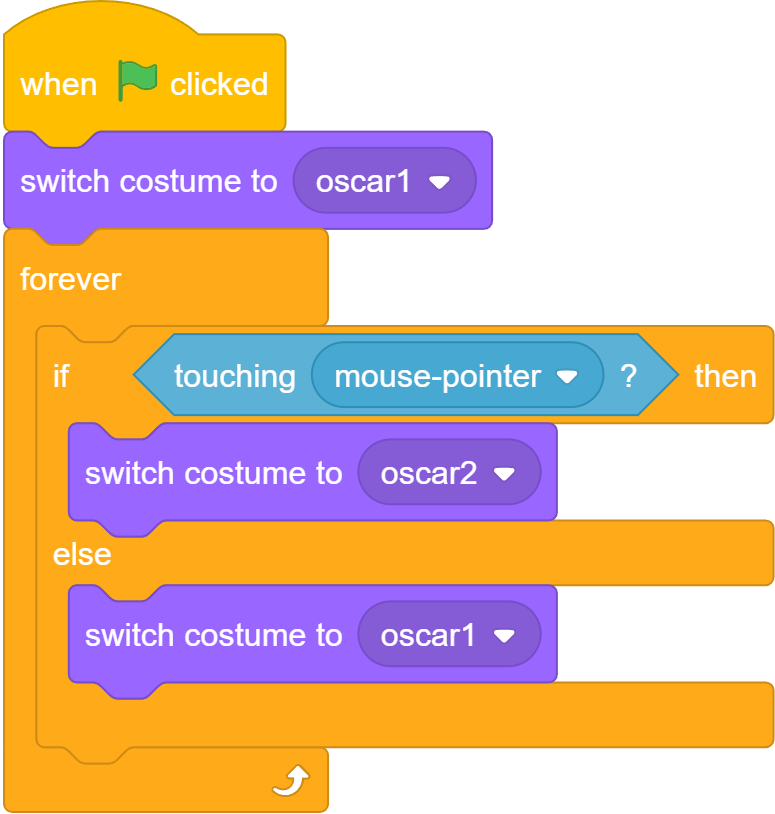 when clicked
switch costume to oscar1
forever
if touching mouse-pointer ? then
switch costume to oscar2
else
switch costume to oscar1